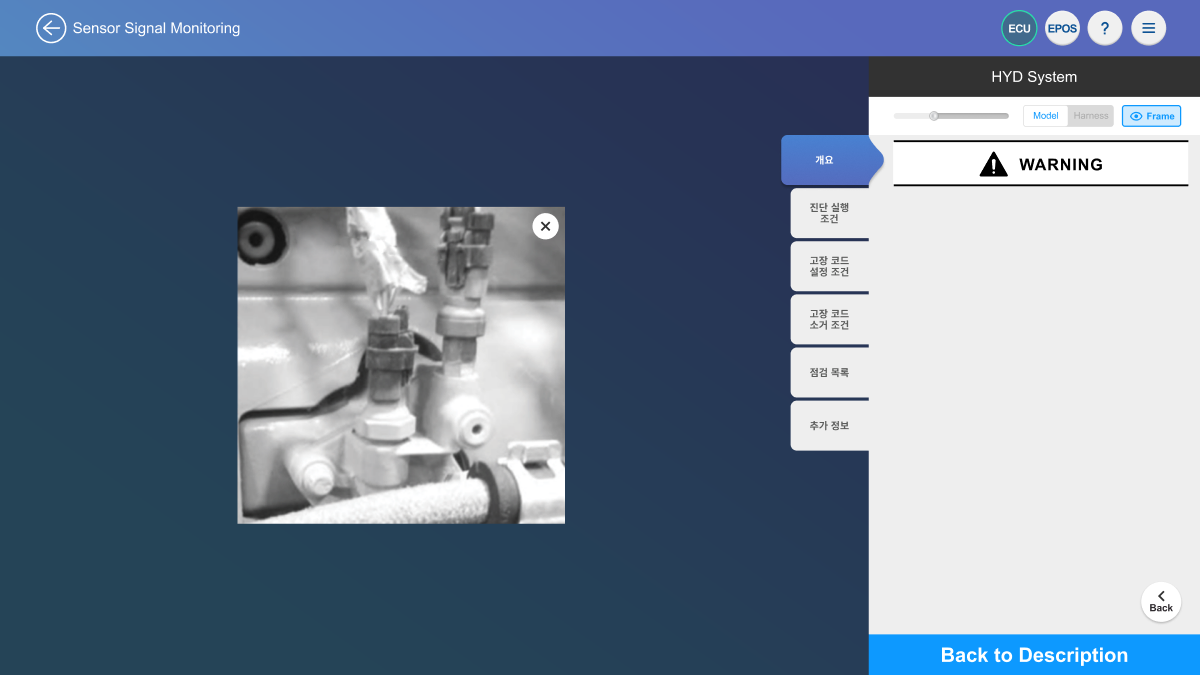 Sensor Signal Monitoring
ECU
EPOS
?
HYD System
Model
Harness
Frame
WARNING
개요
진단 실행
조건
고장 코드
설정 조건
고장 코드
소거 조건
점검 목록
추가 정보
Back
Back to Description